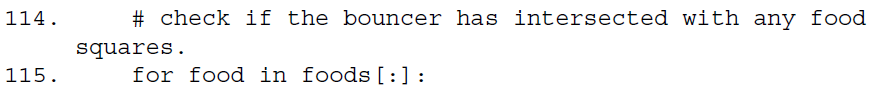 114.     # check if the bouncer has intersected with any food
squares.
115.     for food in foods[:]: